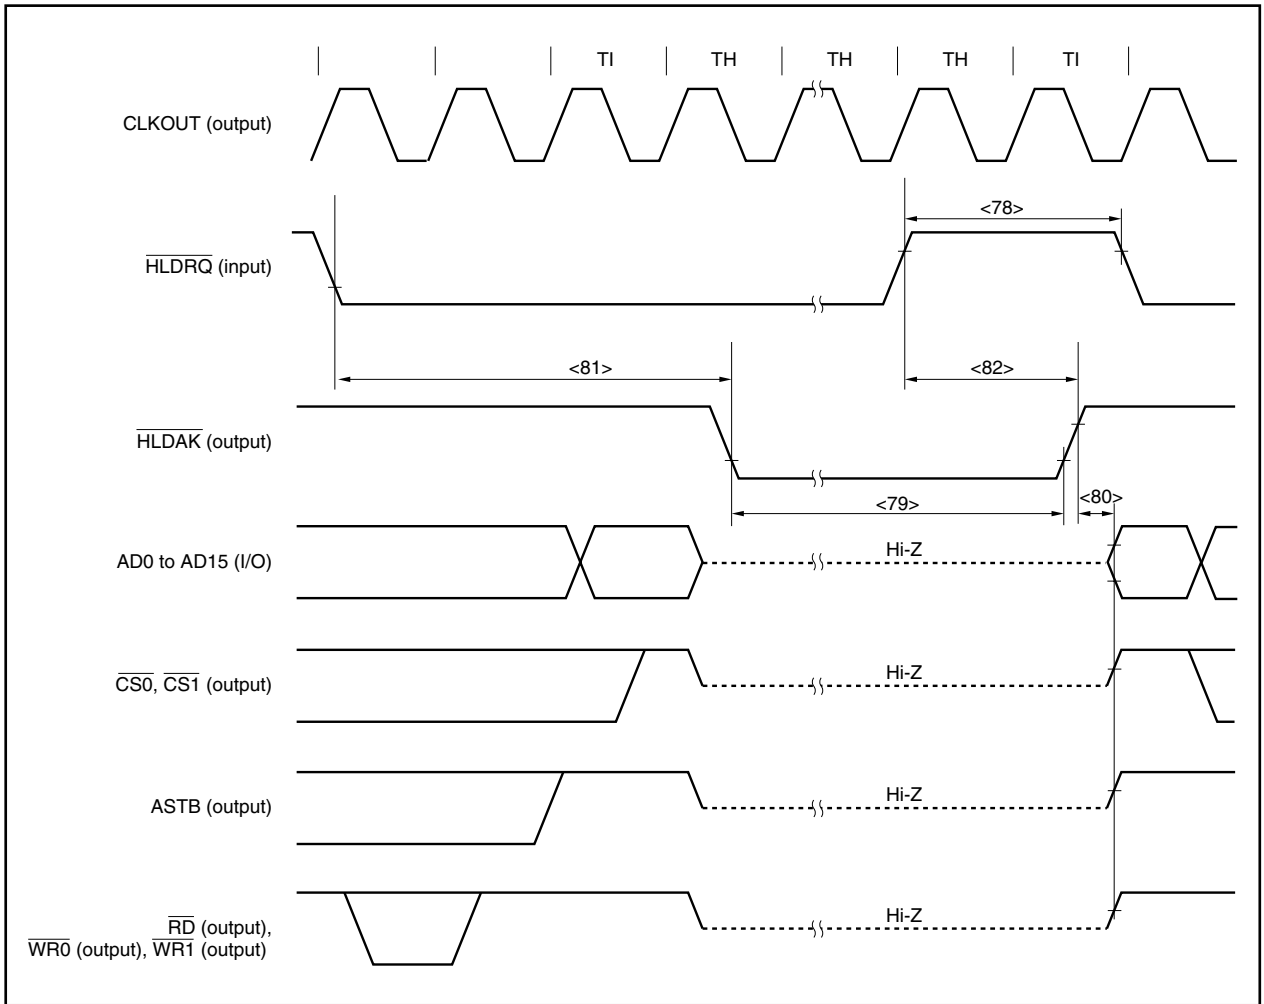 TI TH TH TH TI
CLKOUT (output)
<78>
HLDRQ (input)
<81> <82>
HLDAK (output)
<79> <80>
AD0 to AD15 (I/O) Hi-Z
CS0, CS1 (output) Hi-Z
ASTB (output) Hi-Z
RD (output), Hi-Z
WR0 (output), WR1 (output)